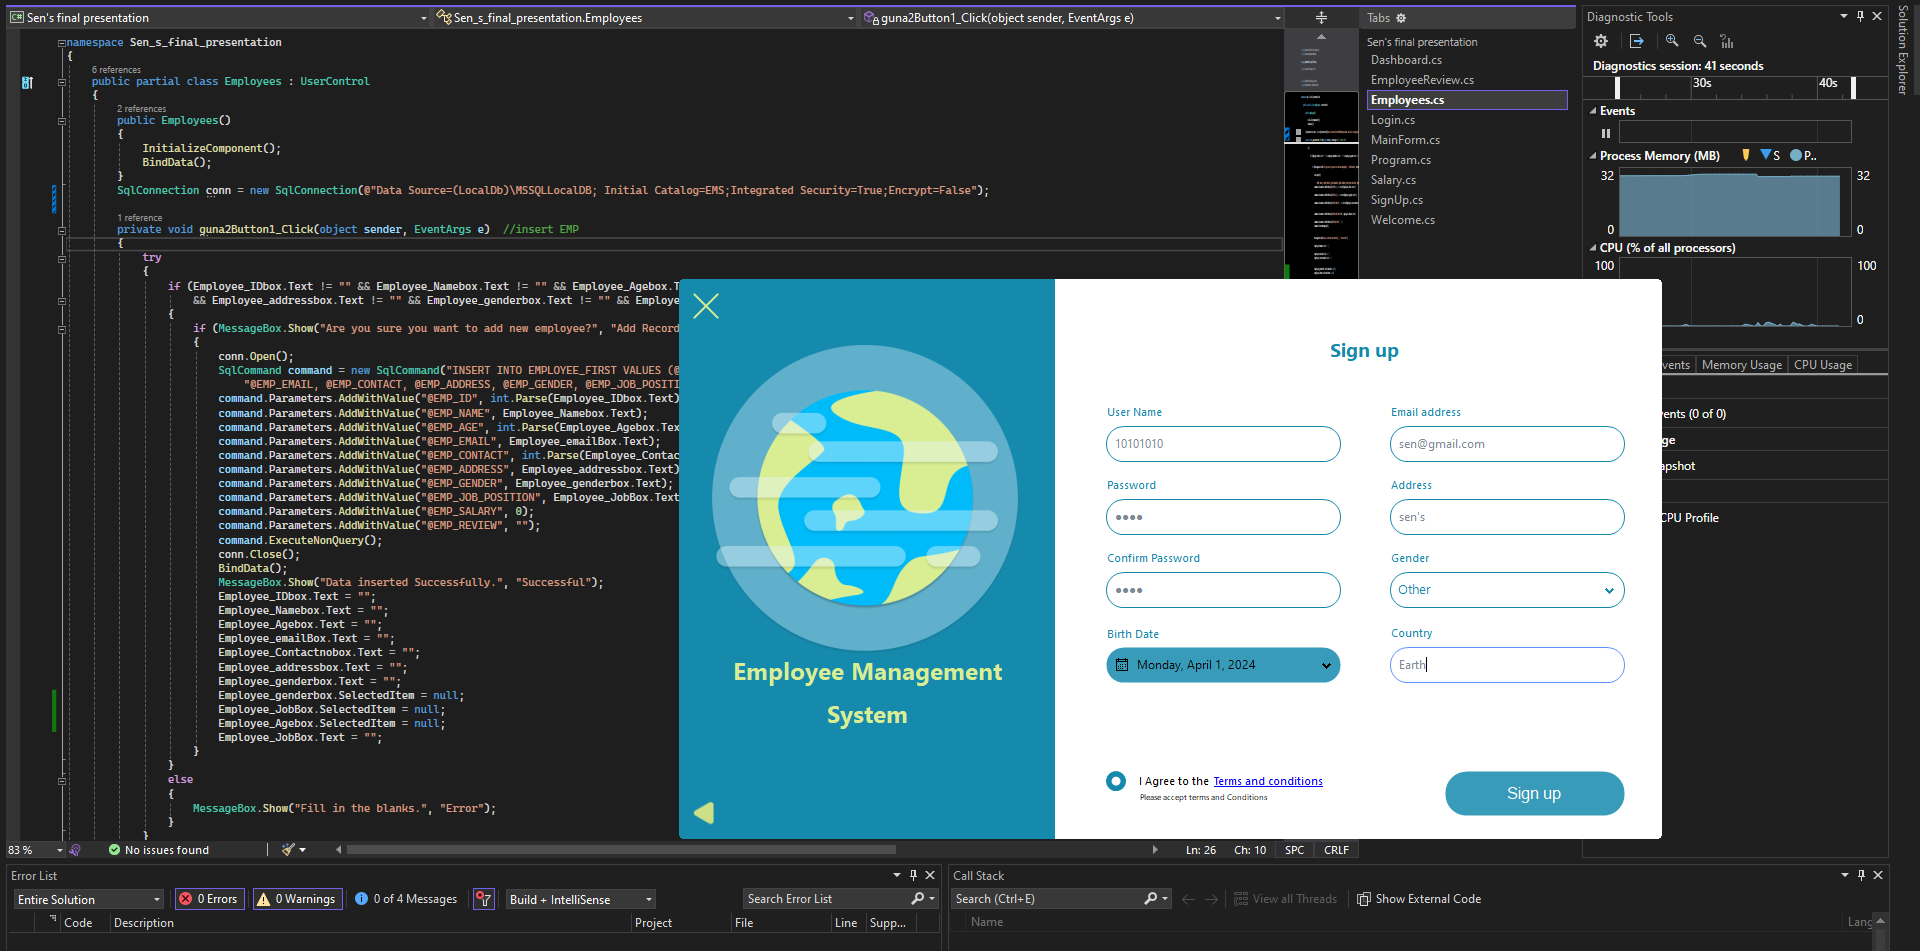 Sen's final presentation
Sen_s_final_presentation.Employees
guna2Button1_Click(object sender, EventArgs e)
namespace Sen_s_final_presentation
{
6 references
public partial class Employees : UserControl
{
2 references
public Employees()
{
InitializeComponent();
BindData();
}
SqlConnection conn = new SqlConnection(@"Data Source=(LocalDb)\MSSQLLocalDB; Initial Catalog=EMS;Integrated Security=True;Encrypt=False");
1 reference
private void guna2Button1_Click(object sender, EventArgs e)  //insert EMP
{
try
{
if (Employee_IDbox.Text != "" && Employee_Namebox.Text != "" && Employee_Agebox.T
&& Employee_addressbox.Text != "" && Employee_genderbox.Text != "" && Employe
{
if (MessageBox.Show("Are you sure you want to add new employee?", "Add Record
{
conn.Open();
SqlCommand command = new SqlCommand("INSERT INTO EMPLOYEE_FIRST VALUES (@
"@EMP_EMAIL, @EMP_CONTACT, @EMP_ADDRESS, @EMP_GENDER, @EMP_JOB_POSITI
command.Parameters.AddWithValue("@EMP_ID", int.Parse(Employee_IDbox.Text)
command.Parameters.AddWithValue("@EMP_NAME", Employee_Namebox.Text);
command.Parameters.AddWithValue("@EMP_AGE", int.Parse(Employee_Agebox.Tex
command.Parameters.AddWithValue("@EMP_EMAIL", Employee_emailBox.Text);
command.Parameters.AddWithValue("@EMP_CONTACT", int.Parse(Employee_Contac
command.Parameters.AddWithValue("@EMP_ADDRESS", Employee_addressbox.Text)
command.Parameters.AddWithValue("@EMP_GENDER", Employee_genderbox.Text);
command.Parameters.AddWithValue("@EMP_JOB_POSITION", Employee_JobBox.Text
command.Parameters.AddWithValue("@EMP_SALARY", 0);
command.Parameters.AddWithValue("@EMP_REVIEW", "");
command.ExecuteNonQuery();
conn.Close();
BindData();
MessageBox.Show("Data inserted Successfully.", "Successful");
Employee_IDbox.Text = "";
Employee_Namebox.Text = "";
Employee_Agebox.Text = "";
Employee_emailBox.Text = "";
Employee_Contactnobox.Text = "";
Employee_addressbox.Text = "";
Employee_genderbox.Text = "";
Employee_genderbox.SelectedItem = null;
Employee_JobBox.SelectedItem = null;
Employee_Agebox.SelectedItem = null;
Employee_JobBox.Text = "";
}
}
else
{
MessageBox.Show("Fill in the blanks.", "Error");
}
}
83 %
No issues found
Ln: 26
Ch: 10
SPC
CRLF
Tabs
Sen's final presentation
Dashboard.cs
EmployeeReview.cs
Employees.cs
Login.cs
MainForm.cs
Program.cs
Salary.cs
SignUp.cs
Welcome.cs
Diagnostic Tools
Diagnostics session: 41 seconds
30s
40s
Events
Process Memory (MB)
S
P..
32
32
0
0
CPU (% of all processors)
100
100
0
vents
Memory Usage
CPU Usage
vents (0 of 0)
ge
apshot
CPU Profile
Solution Explorer
Employee Management
System
Sign up
User Name
10101010
Email address
sen@gmail.com
Password
●●●●
Address
sen's
Confirm Password
●●●●
Gender
Other
Birth Date
Monday, April 1, 2024
Country
Earth
I Agree to the Terms and conditions
Please accept terms and Conditions
Sign up
Error List
Entire Solution
0 Errors
0 Warnings
0 of 4 Messages
Build + IntelliSense
Search Error List
Code
Description
Project
File
Line
Supp...
Call Stack
Search (Ctrl+E)
View all Threads
Show External Code
Name
Lang